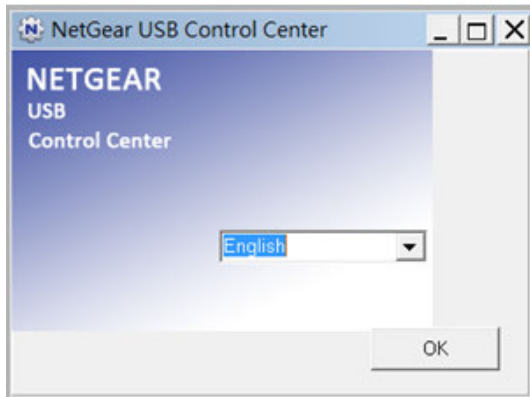 NetGear USB Control Center
NETGEAR
USB
Control Center
English
OK